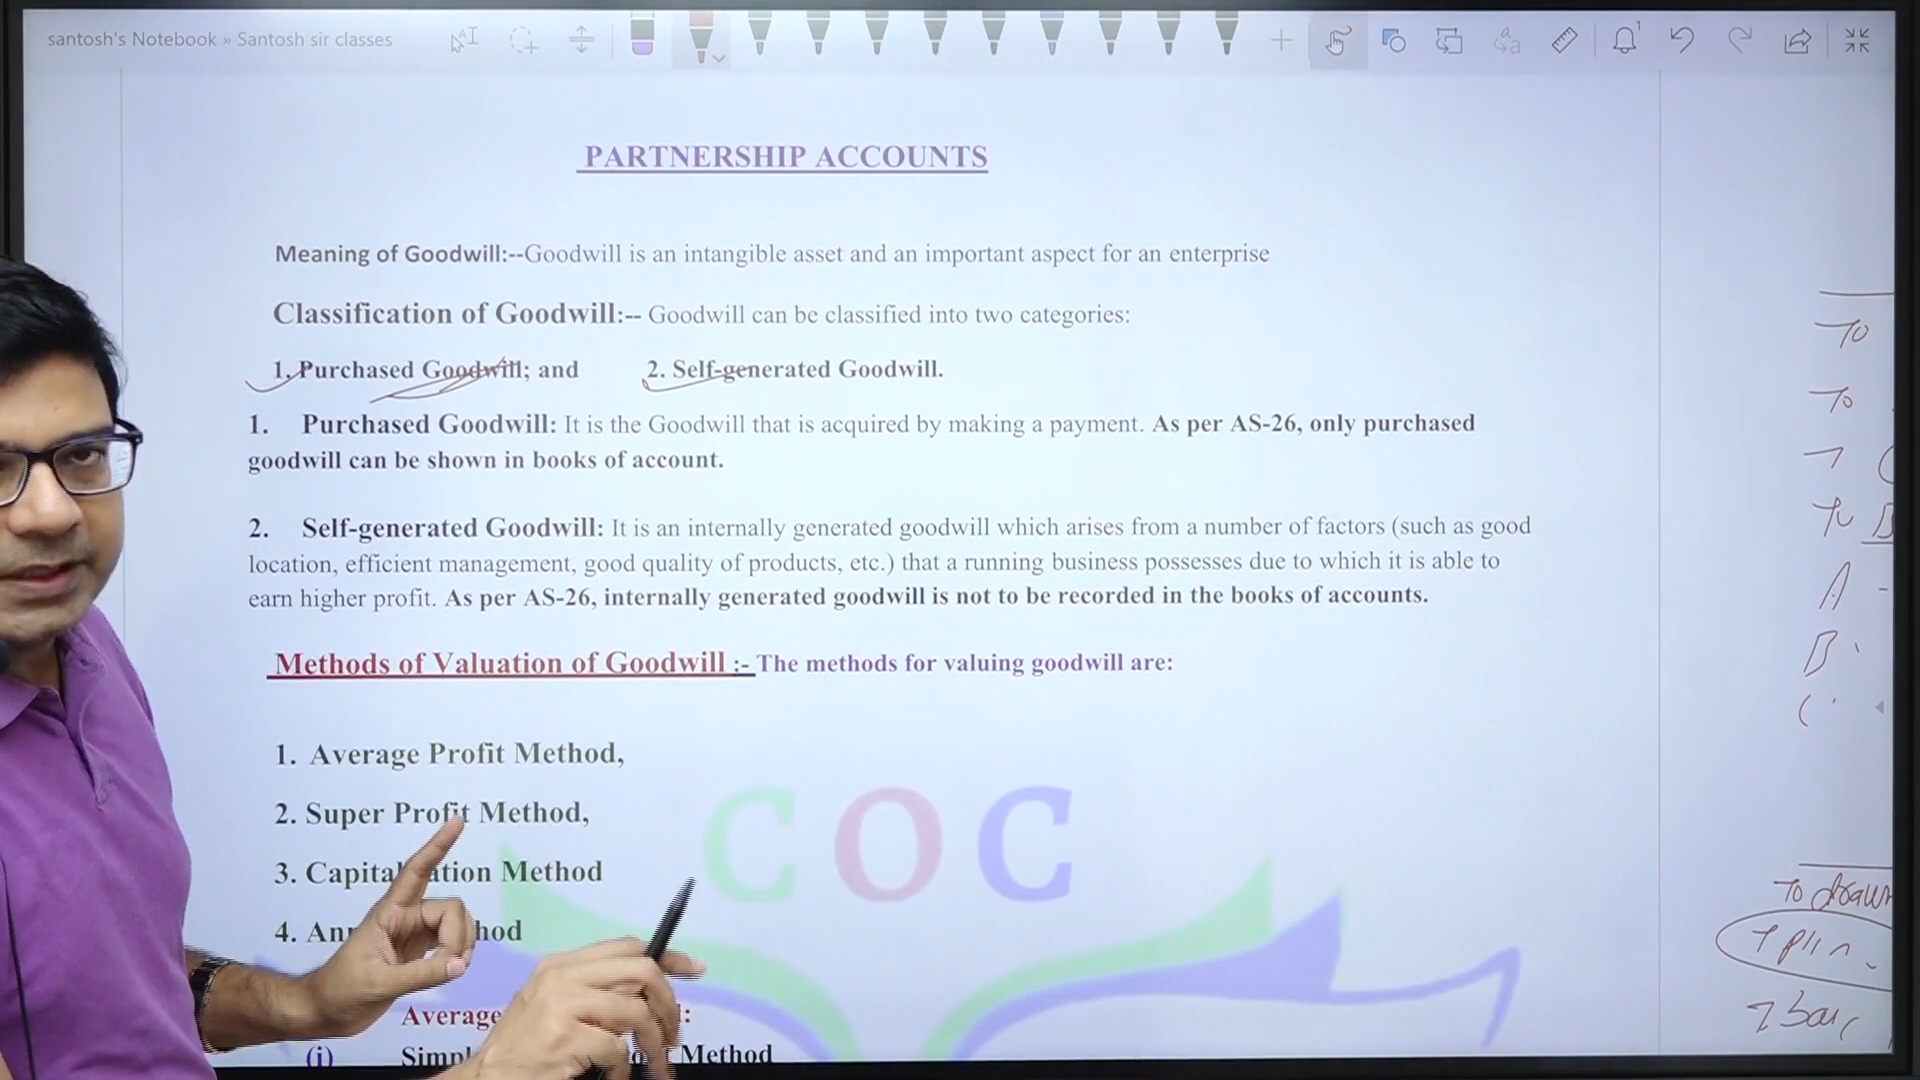 santosh's Notebook » Santosh sir classes
PARTNERSHIP ACCOUNTS
Meaning of Goodwill:--Goodwill is an intangible asset and an important aspect for an enterprise
Classification of Goodwill:-- Goodwill can be classified into two categories:
1. Purchased Goodwill; and 2. Self-generated Goodwill.
1. Purchased Goodwill: It is the Goodwill that is acquired by making a payment. As per AS-26, only purchased
goodwill can be shown in books of account.
2. Self-generated Goodwill: It is an internally generated goodwill which arises from a number of factors (such as good
location, efficient management, good quality of products, etc.) that a running business possesses due to which it is able to
earn higher profit. As per AS-26, internally generated goodwill is not to be recorded in the books of accounts.
Methods of Valuation of Goodwill :- The methods for valuing goodwill are:
1. Average Profit Method,
2. Super Profit Method,
3. Method
4.
COC
Average
(i) Method
To
To
To
A -
B
To